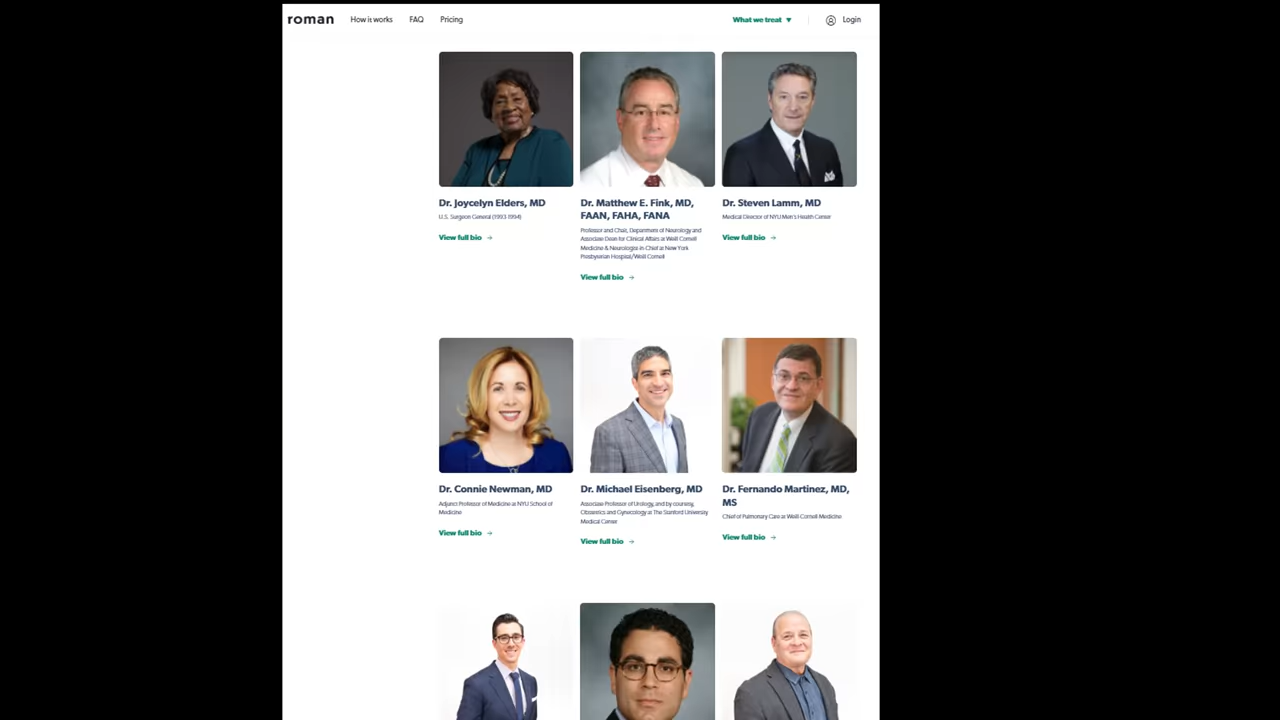 roman How it works FAQ Pricing What we treat ▼ Login
Dr. Joycelyn Elders, MD
U.S. Surgeon General (1993-1994)
View full bio →
Dr. Matthew E. Fink, MD,
FAAN, FAHA, FANA
Professor and Chair, Department of Neurology and
Associate Dean for Clinical Affairs at Weill Cornell
Medicine & Neurologist-in-Chief at New York
Presbyterian Hospital/Weill Cornell
View full bio →
Dr. Steven Lamm, MD
Medical Director of NYU Men's Health Center
View full bio →
Dr. Connie Newman, MD
Adjunct Professor of Medicine at NYU School of
Medicine
View full bio →
Dr. Michael Eisenberg, MD
Associate Professor of Urology, and by courtesy,
Obstetrics and Gynecology at The Stanford University
Medical Center
View full bio →
Dr. Fernando Martinez, MD,
MS
Chief of Pulmonary Care at Weill-Cornell Medicine
View full bio →